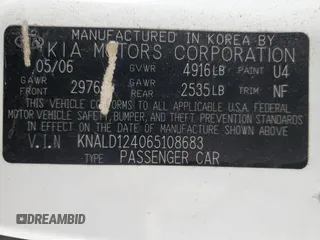 MANUFACTURED IN KOREA BY
KIA MOTORS CORPORATION
05/06 GVWR 4916LB PAINT U4
GAWR FRONT 2976 GAWR REAR 2535LB TRIM NF
THIS VEHICLE CONFORMS TO ALL APPLICABLE FEDERAL
MOTOR VEHICLE SAFETY, BUMPER, AND THEFT PREVENTION
STANDARDS IN EFFECT ON THE DATE OF MANUFACTURE
SHOWN ABOVE
V.I.N KNALD124065108683
TYPE PASSENGER CAR
DREAMBID